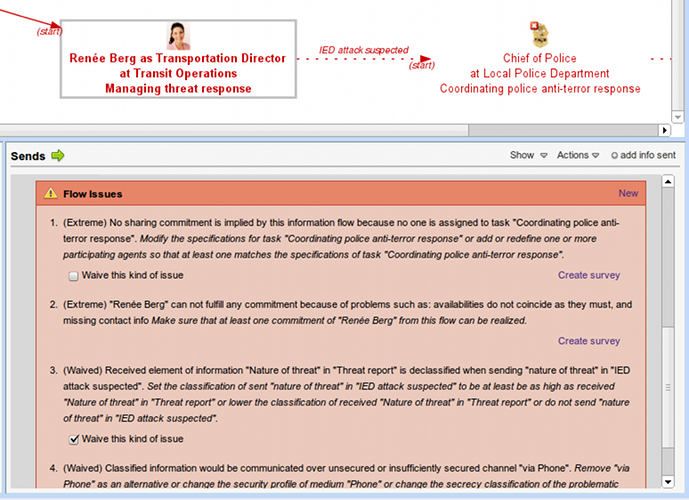 (start)
Renée Berg as Transportation Director
at Transit Operations
Managing threat response
IED attack suspected
(start)
Chief of Police
at Local Police Department
Coordinating police anti-terror response
Sends
Show
Actions
add info sent
Flow Issues
New
1. (Extreme) No sharing commitment is implied by this information flow because no one is assigned to task "Coordinating police anti-
terror response". Modify the specifications for task "Coordinating police anti-terror response" or add or redefine one or more
participating agents so that at least one matches the specifications of task "Coordinating police anti-terror response".
Waive this kind of issue
Create survey
2. (Extreme) "Renée Berg" can not fulfill any commitment because of problems such as: availabilities do not coincide as they must, and
missing contact info Make sure that at least one commitment of "Renée Berg" from this flow can be realized.
Create survey
3. (Waived) Received element of information "Nature of threat" in "Threat report" is declassified when sending "nature of threat" in "IED
attack suspected". Set the classification of sent "nature of threat" in "IED attack suspected" to be at least be as high as received
"Nature of threat" in "Threat report" or lower the classification of received "Nature of threat" in "Threat report" or do not send "nature
of threat" in "IED attack suspected".
Waive this kind of issue
4. (Waived) Classified information would be communicated over unsecured or insufficiently secured channel "via Phone". Remove "via
Phone" as an alternative or change the security profile of medium "Phone" or change the secrecy classification of the problematic